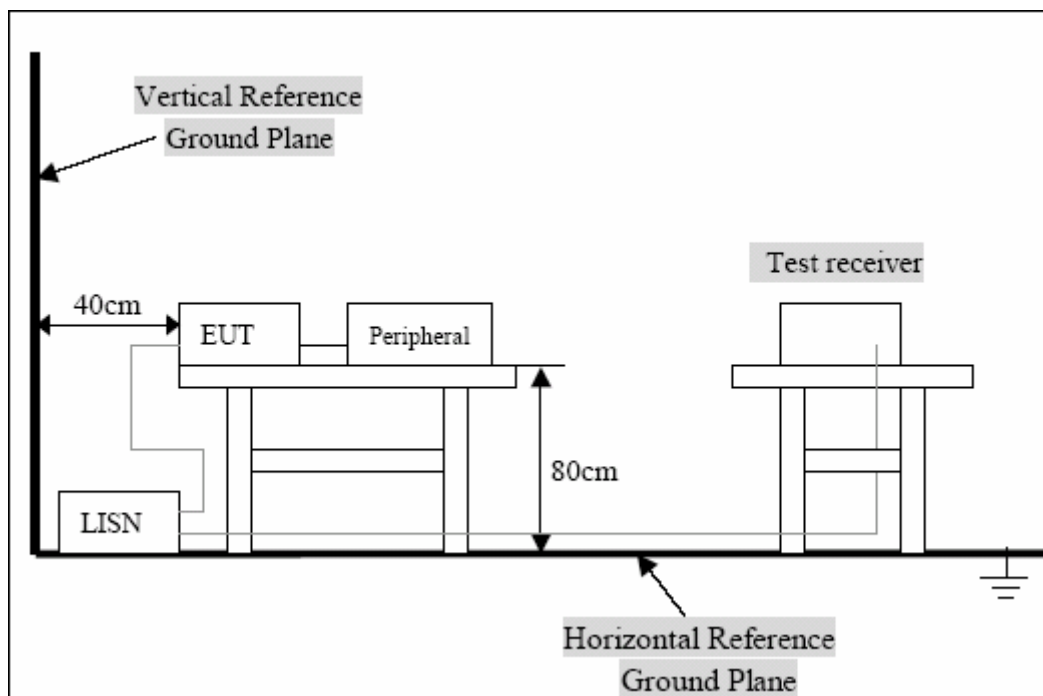 Vertical Reference
Ground Plane
Test receiver
40cm
EUT
Peripheral
80cm
LISN
Horizontal Reference
Ground Plane